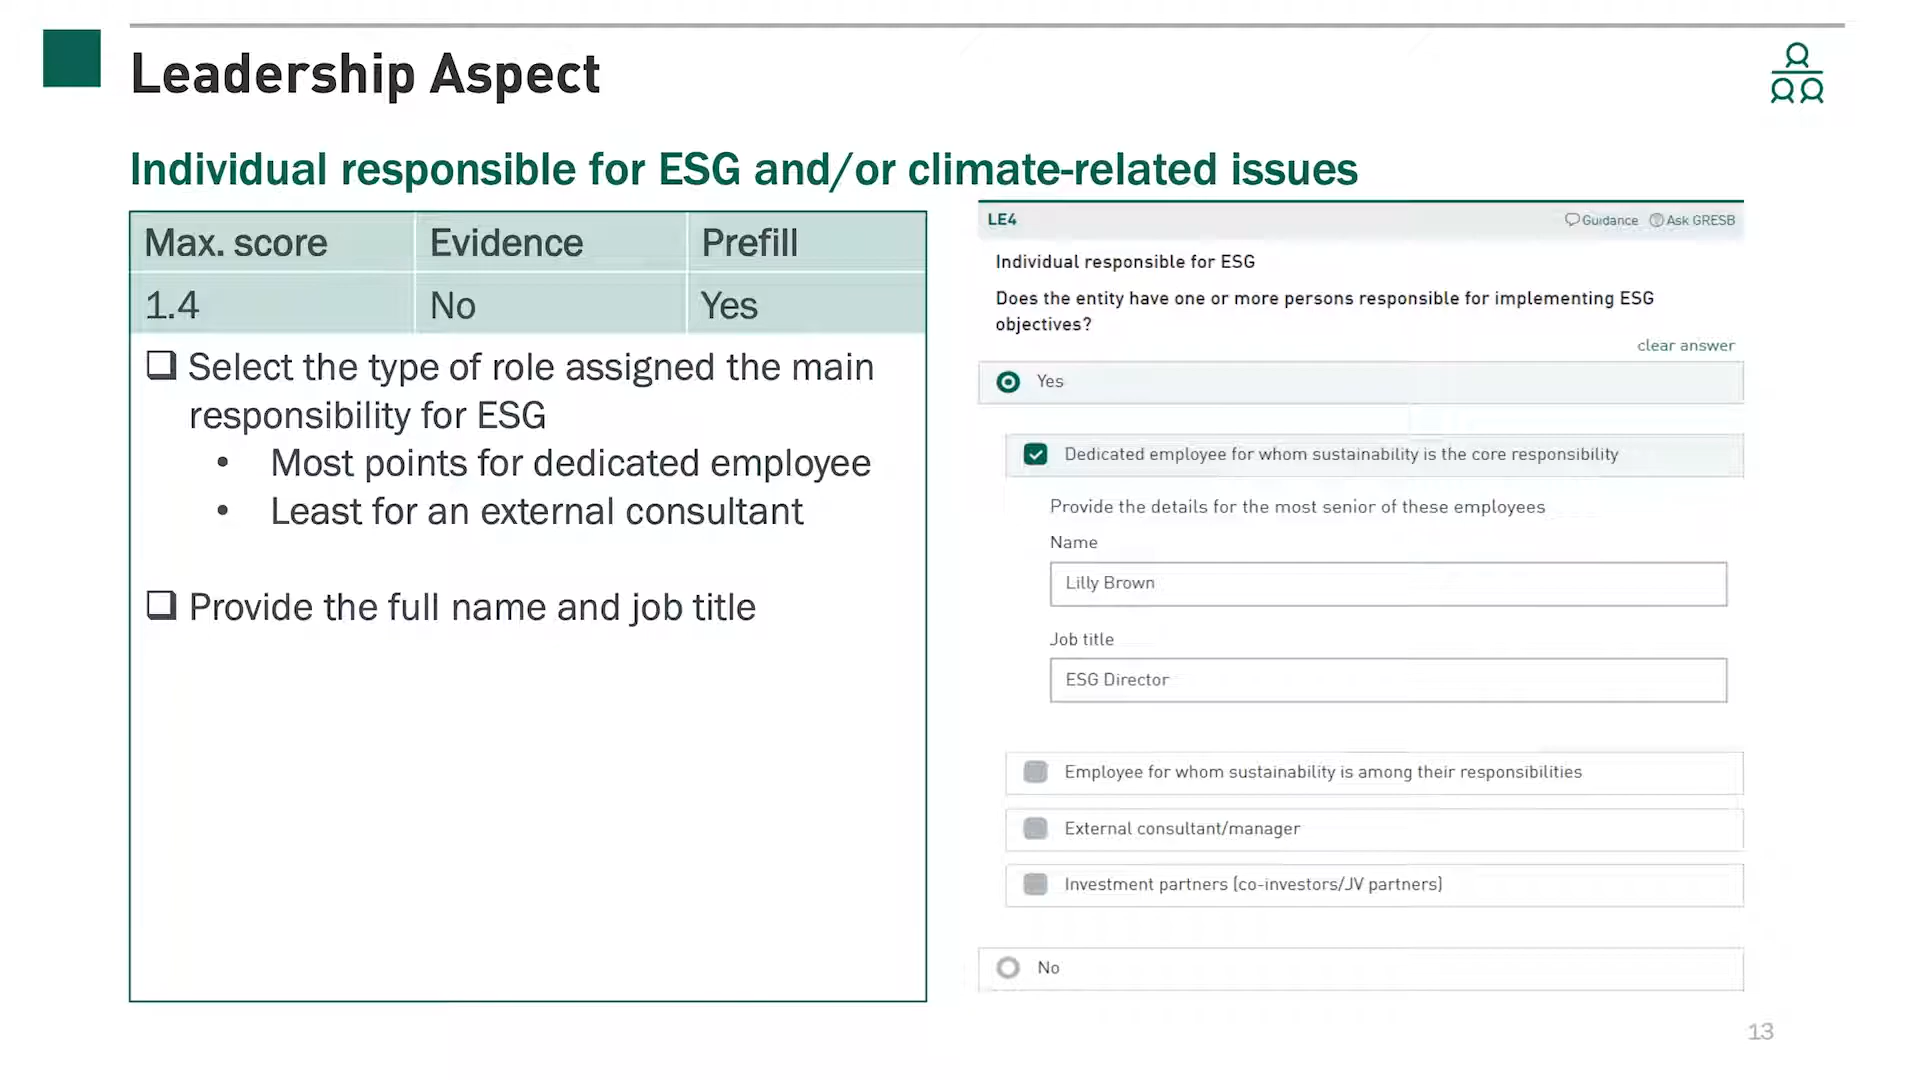 Leadership Aspect
Individual responsible for ESG and/or climate-related issues
Max. score Evidence Prefill
1.4 No Yes
Select the type of role assigned the main
responsibility for ESG
• Most points for dedicated employee
• Least for an external consultant
Provide the full name and job title
LE4 Guidance Ask GRESB
Individual responsible for ESG
Does the entity have one or more persons responsible for implementing ESG
objectives?
clear answer
Yes
Dedicated employee for whom sustainability is the core responsibility
Provide the details for the most senior of these employees
Name
Lilly Brown
Job title
ESG Director
Employee for whom sustainability is among their responsibilities
External consultant/manager
Investment partners (co-investors/JV partners)
No
13